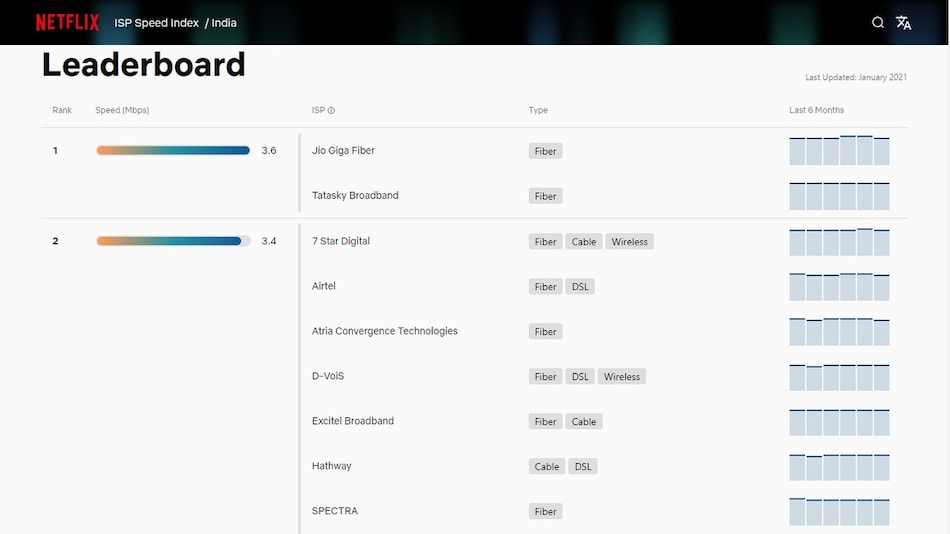 NETFLIX ISP Speed Index / India
Leaderboard
Last Updated: January 2021
Rank Speed (Mbps) ISP Type Last 6 Months
1 3.6 Jio Giga Fiber Fiber
Tatasky Broadband Fiber
2 3.4 7 Star Digital Fiber Cable Wireless
Airtel Fiber DSL
Atria Convergence Technologies Fiber
D-VoiS Fiber DSL Wireless
Excitel Broadband Fiber Cable
Hathway Cable DSL
SPECTRA Fiber